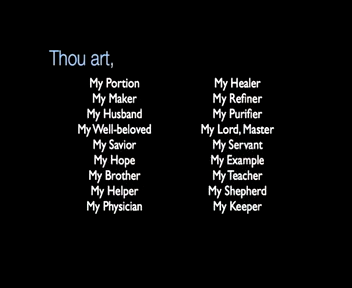 Thou art,
My Portion
My Maker
My Husband
My Well-beloved
My Savior
My Hope
My Brother
My Helper
My Physician
My Healer
My Refiner
My Purifier
My Lord, Master
My Servant
My Example
My Teacher
My Shepherd
My Keeper